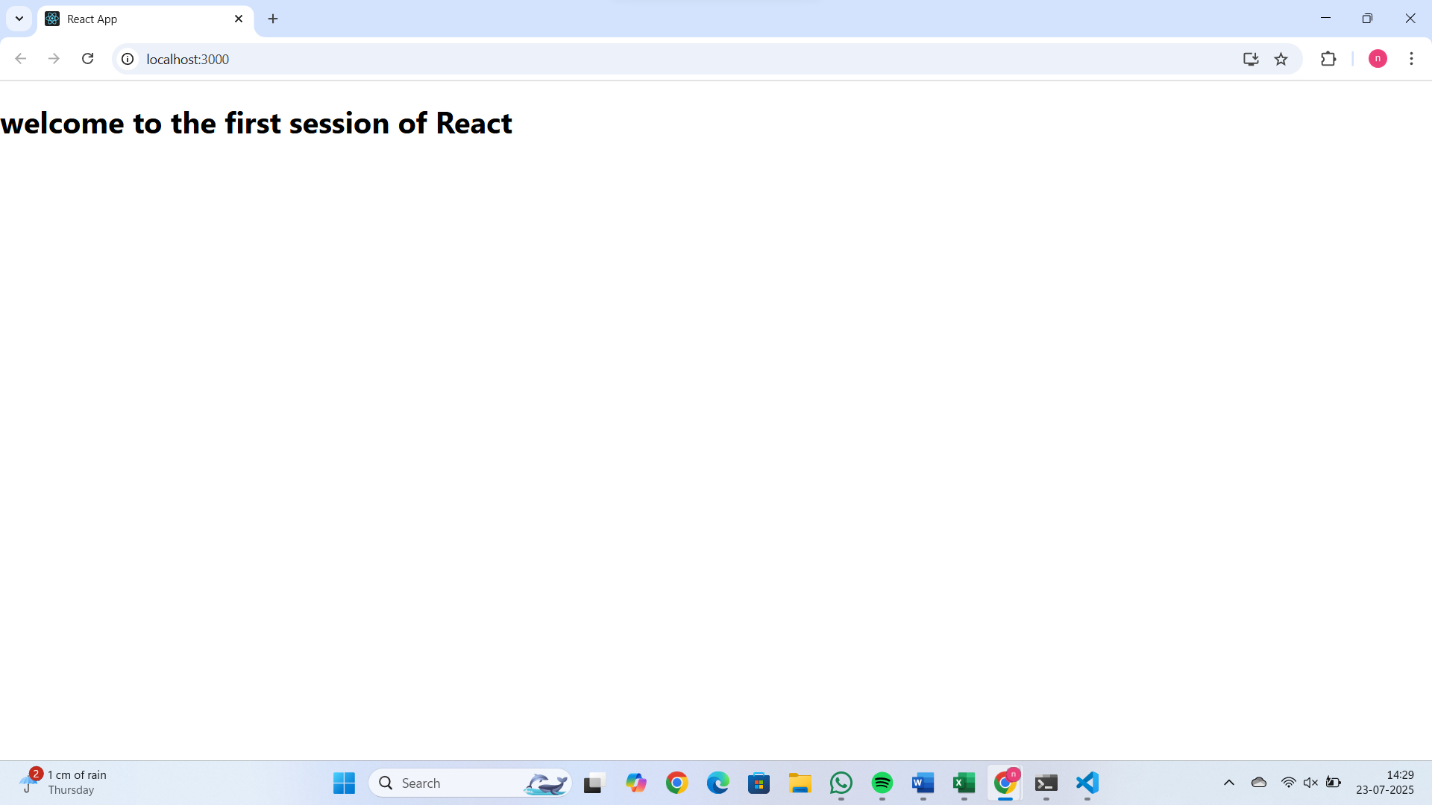 React App
localhost:3000
n
welcome to the first session of React
2
1 cm of rain
Thursday
Search
n
14:29
23-07-2025